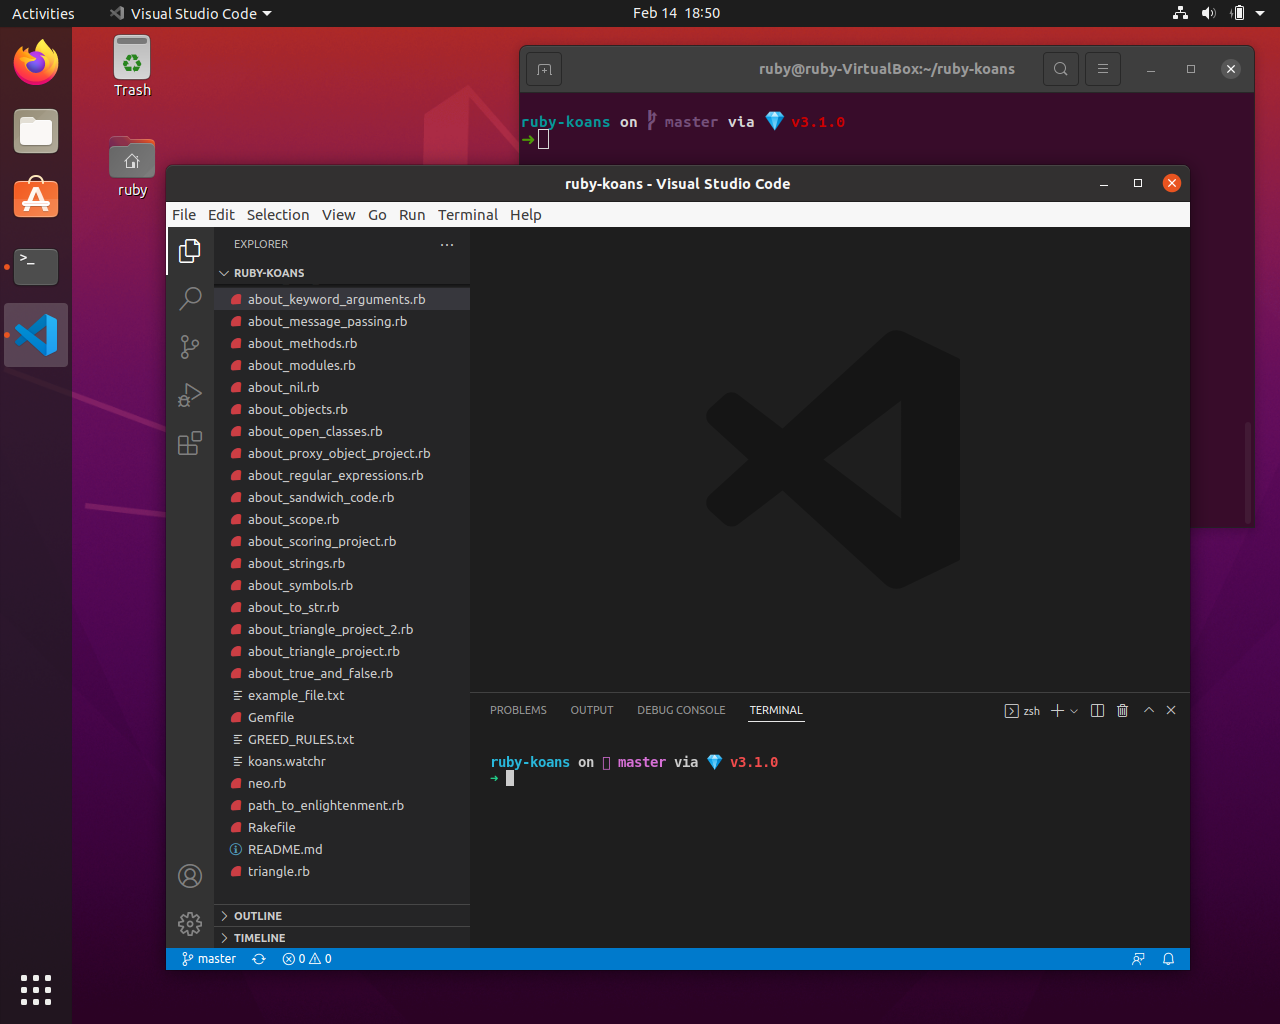 Activities
Visual Studio Code
Feb 14 18:50
Trash
ruby
ruby@ruby-VirtualBox:~/ruby-koans
ruby-koans on master via v3.1.0
ruby-koans - Visual Studio Code
File Edit Selection View Go Run Terminal Help
EXPLORER
RUBY-KOANS
about_keyword_arguments.rb
about_message_passing.rb
about_methods.rb
about_modules.rb
about_nil.rb
about_objects.rb
about_open_classes.rb
about_proxy_object_project.rb
about_regular_expressions.rb
about_sandwich_code.rb
about_scope.rb
about_scoring_project.rb
about_strings.rb
about_symbols.rb
about_to_str.rb
about_triangle_project_2.rb
about_triangle_project.rb
about_true_and_false.rb
example_file.txt
Gemfile
GREED_RULES.txt
koans.watchr
neo.rb
path_to_enlightenment.rb
Rakefile
README.md
triangle.rb
OUTLINE
TIMELINE
PROBLEMS OUTPUT DEBUG CONSOLE TERMINAL
zsh
ruby-koans on master via v3.1.0
master
0
0